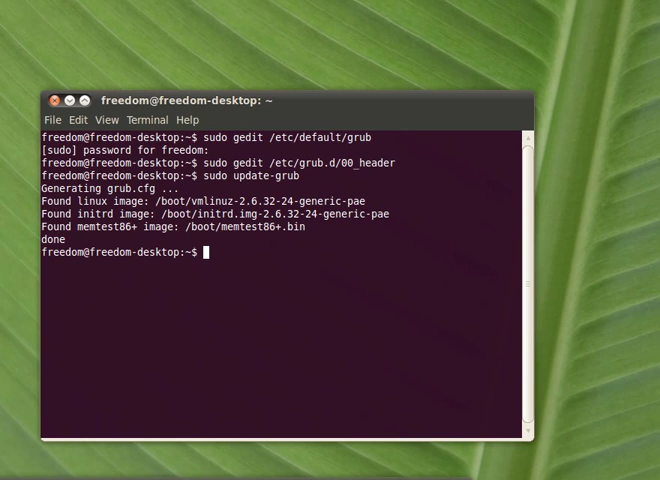 freedom@freedom-desktop: ~
File Edit View Terminal Help
freedom@freedom-desktop:~$ sudo gedit /etc/default/grub
[sudo] password for freedom:
freedom@freedom-desktop:~$ sudo gedit /etc/grub.d/00_header
freedom@freedom-desktop:~$ sudo update-grub
Generating grub.cfg ...
Found linux image: /boot/vmlinuz-2.6.32-24-generic-pae
Found initrd image: /boot/initrd.img-2.6.32-24-generic-pae
Found memtest86+ image: /boot/memtest86+.bin
done
freedom@freedom-desktop:~$